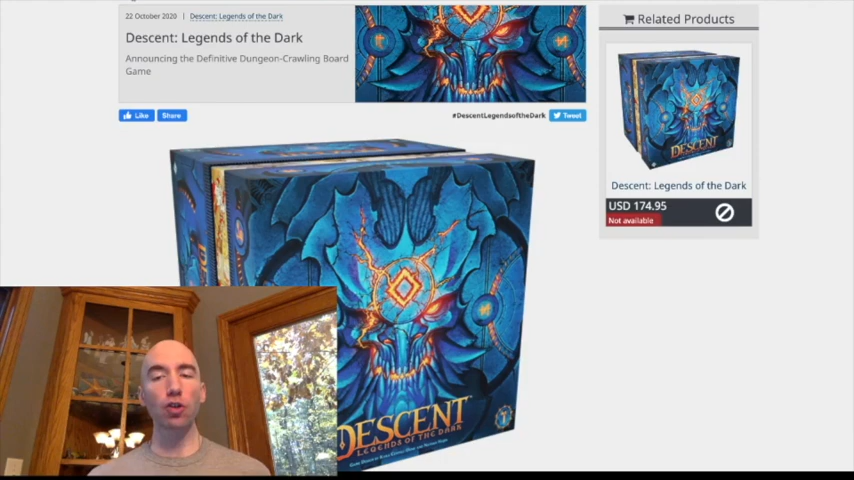 22 October 2020 | Descent: Legends of the Dark
Descent: Legends of the Dark
Announcing the Definitive Dungeon-Crawling Board
Game
Like Share
#DescentLegendsoftheDark Tweet
DESCENT
LEGENDS OF THE DARK
Related Products
DESCENT
Descent: Legends of the Dark
USD 174.95
Not available